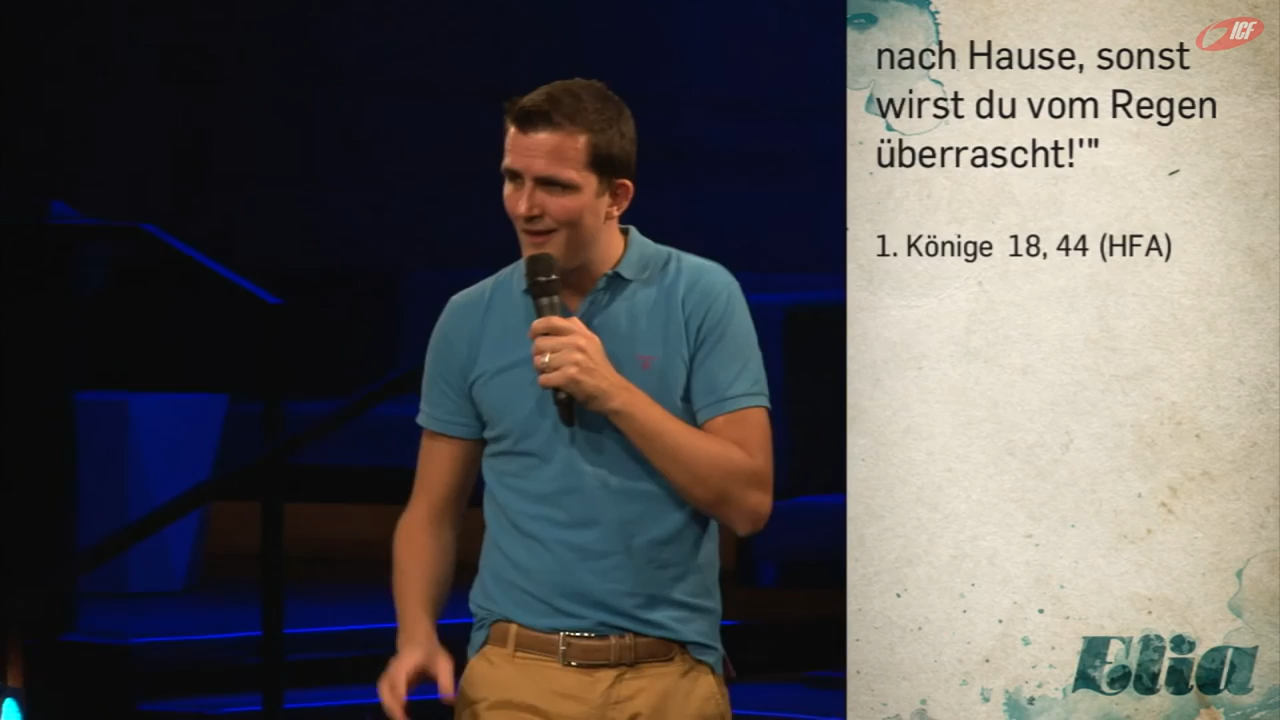 ICF
nach Hause, sonst
wirst du vom Regen
überrascht!'"
1. Könige 18, 44 (HFA)
Elia